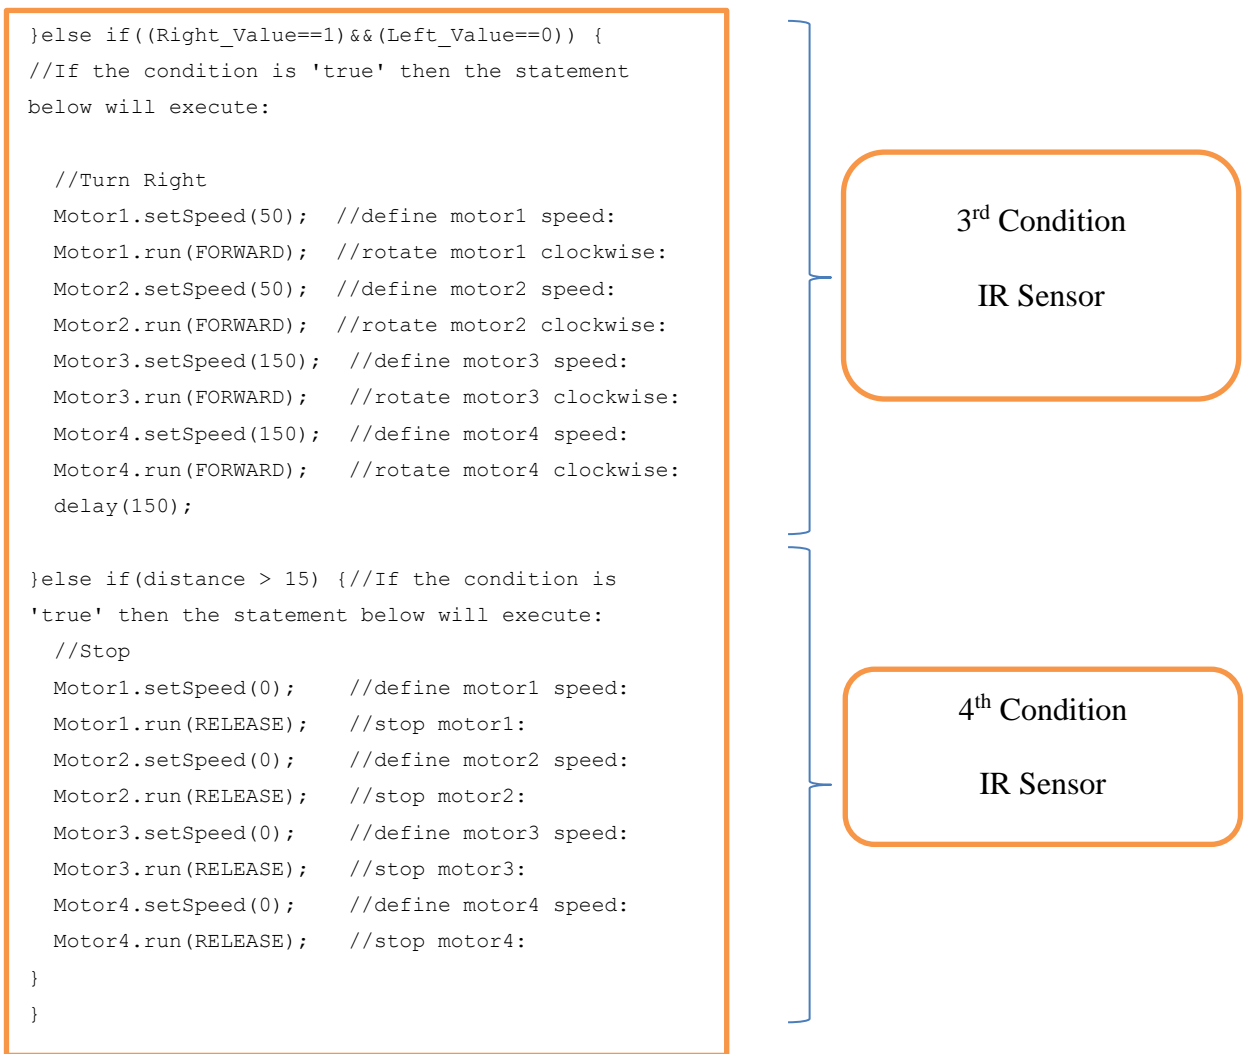 }else if((Right_Value==1)&&(Left_Value==0)) {
//If the condition is 'true' then the statement
below will execute:
//Turn Right
Motor1.setSpeed(50);  //define motor1 speed:
Motor1.run(FORWARD);  //rotate motor1 clockwise:
Motor2.setSpeed(50);  //define motor2 speed:
Motor2.run(FORWARD);  //rotate motor2 clockwise:
Motor3.setSpeed(150);  //define motor3 speed:
Motor3.run(FORWARD);   //rotate motor3 clockwise:
Motor4.setSpeed(150);  //define motor4 speed:
Motor4.run(FORWARD);   //rotate motor4 clockwise:
delay(150);
}else if(distance > 15) {//If the condition is
'true' then the statement below will execute:
//Stop
Motor1.setSpeed(0);    //define motor1 speed:
Motor1.run(RELEASE);   //stop motor1:
Motor2.setSpeed(0);    //define motor2 speed:
Motor2.run(RELEASE);   //stop motor2:
Motor3.setSpeed(0);    //define motor3 speed:
Motor3.run(RELEASE);   //stop motor3:
Motor4.setSpeed(0);    //define motor4 speed:
Motor4.run(RELEASE);   //stop motor4:
}
}
3rd Condition
IR Sensor
4th Condition
IR Sensor